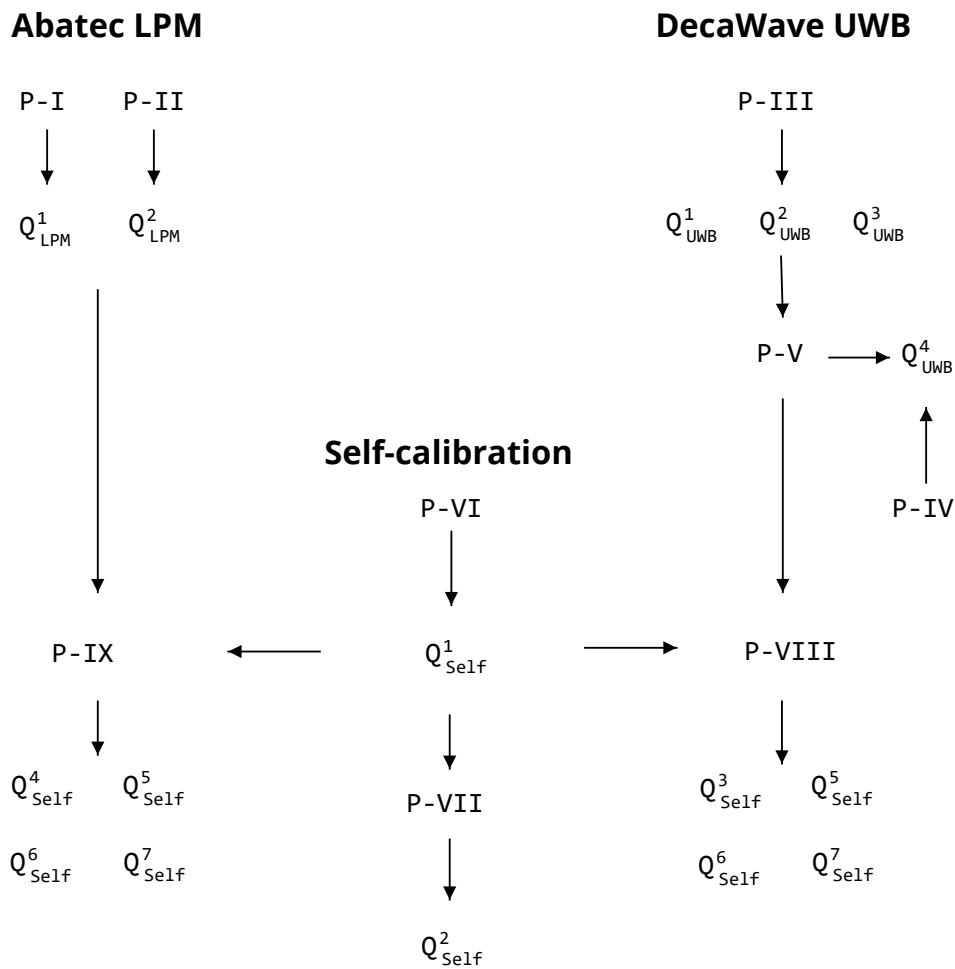 Abatec LPM DecaWave UWB
P-I P-II P-III
Q¹LPM Q²LPM Q¹UWB Q²UWB Q³UWB
P-V Q⁴UWB
Self-calibration
P-VI P-IV
P-IX Q¹Self P-VIII
Q⁴Self Q⁵Self P-VII Q³Self Q⁵Self
Q⁶Self Q⁷Self Q⁶Self Q⁷Self
Q²Self